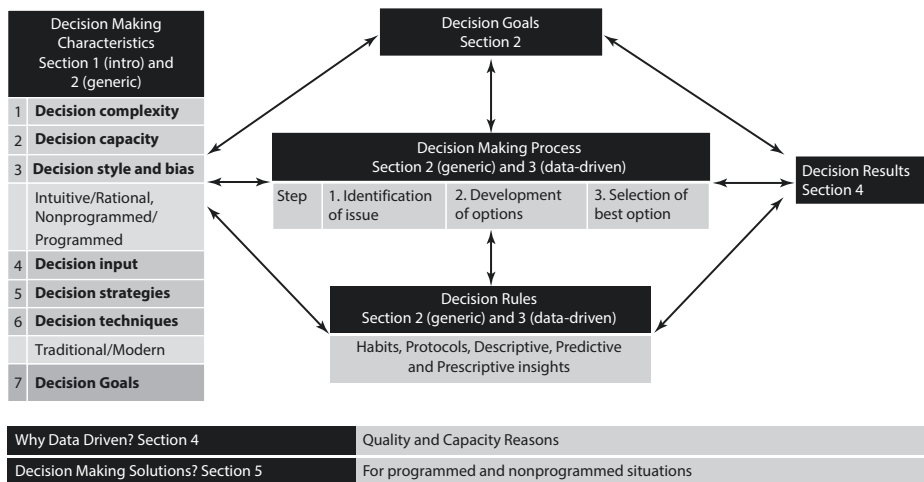 Decision Making
Characteristics
Section 1 (intro) and
2 (generic)
1 Decision complexity
2 Decision capacity
3 Decision style and bias
Intuitive/Rational,
Nonprogrammed/
Programmed
4 Decision input
5 Decision strategies
6 Decision techniques
Traditional/Modern
7 Decision Goals
Decision Goals
Section 2
Decision Making Process
Section 2 (generic) and 3 (data-driven)
Step
1. Identification
of issue
2. Development
of options
3. Selection of
best option
Decision Rules
Section 2 (generic) and 3 (data-driven)
Habits, Protocols, Descriptive, Predictive
and Prescriptive insights
Decision Results
Section 4
Why Data Driven? Section 4
Quality and Capacity Reasons
Decision Making Solutions? Section 5
For programmed and nonprogrammed situations